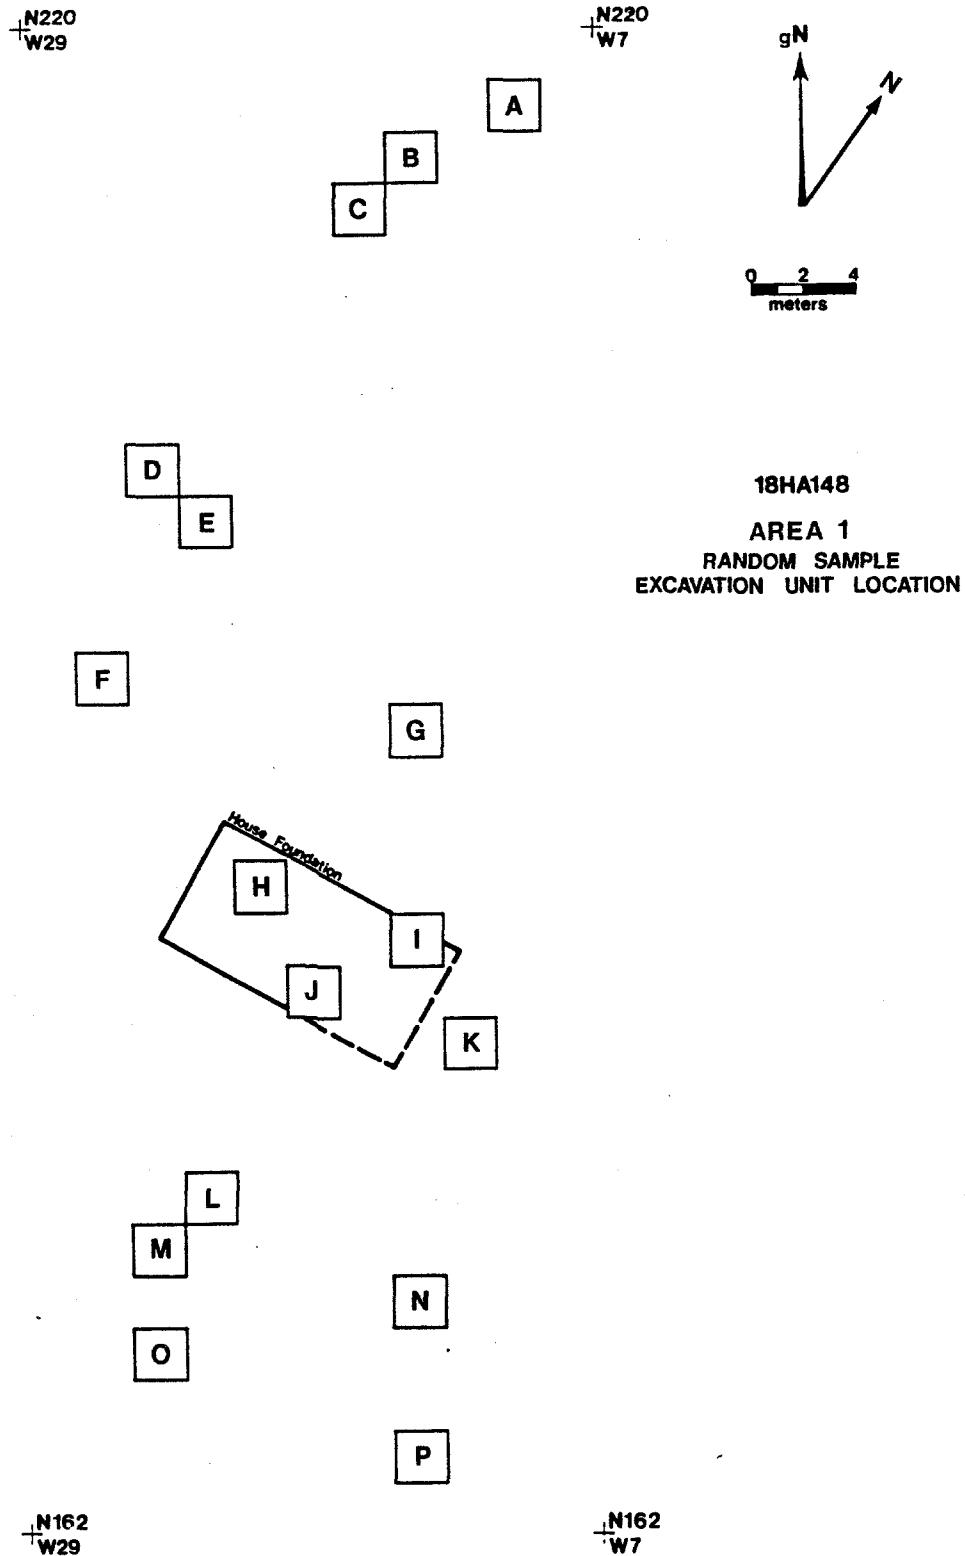 N220
W29
N220
W7
gN
N
A
B
C
0 2 4
meters
D
E
18HA148
AREA 1
RANDOM SAMPLE
EXCAVATION UNIT LOCATION
F
G
House Foundation
H
I
J
K
L
M
N
O
P
N162
W29
N162
W7